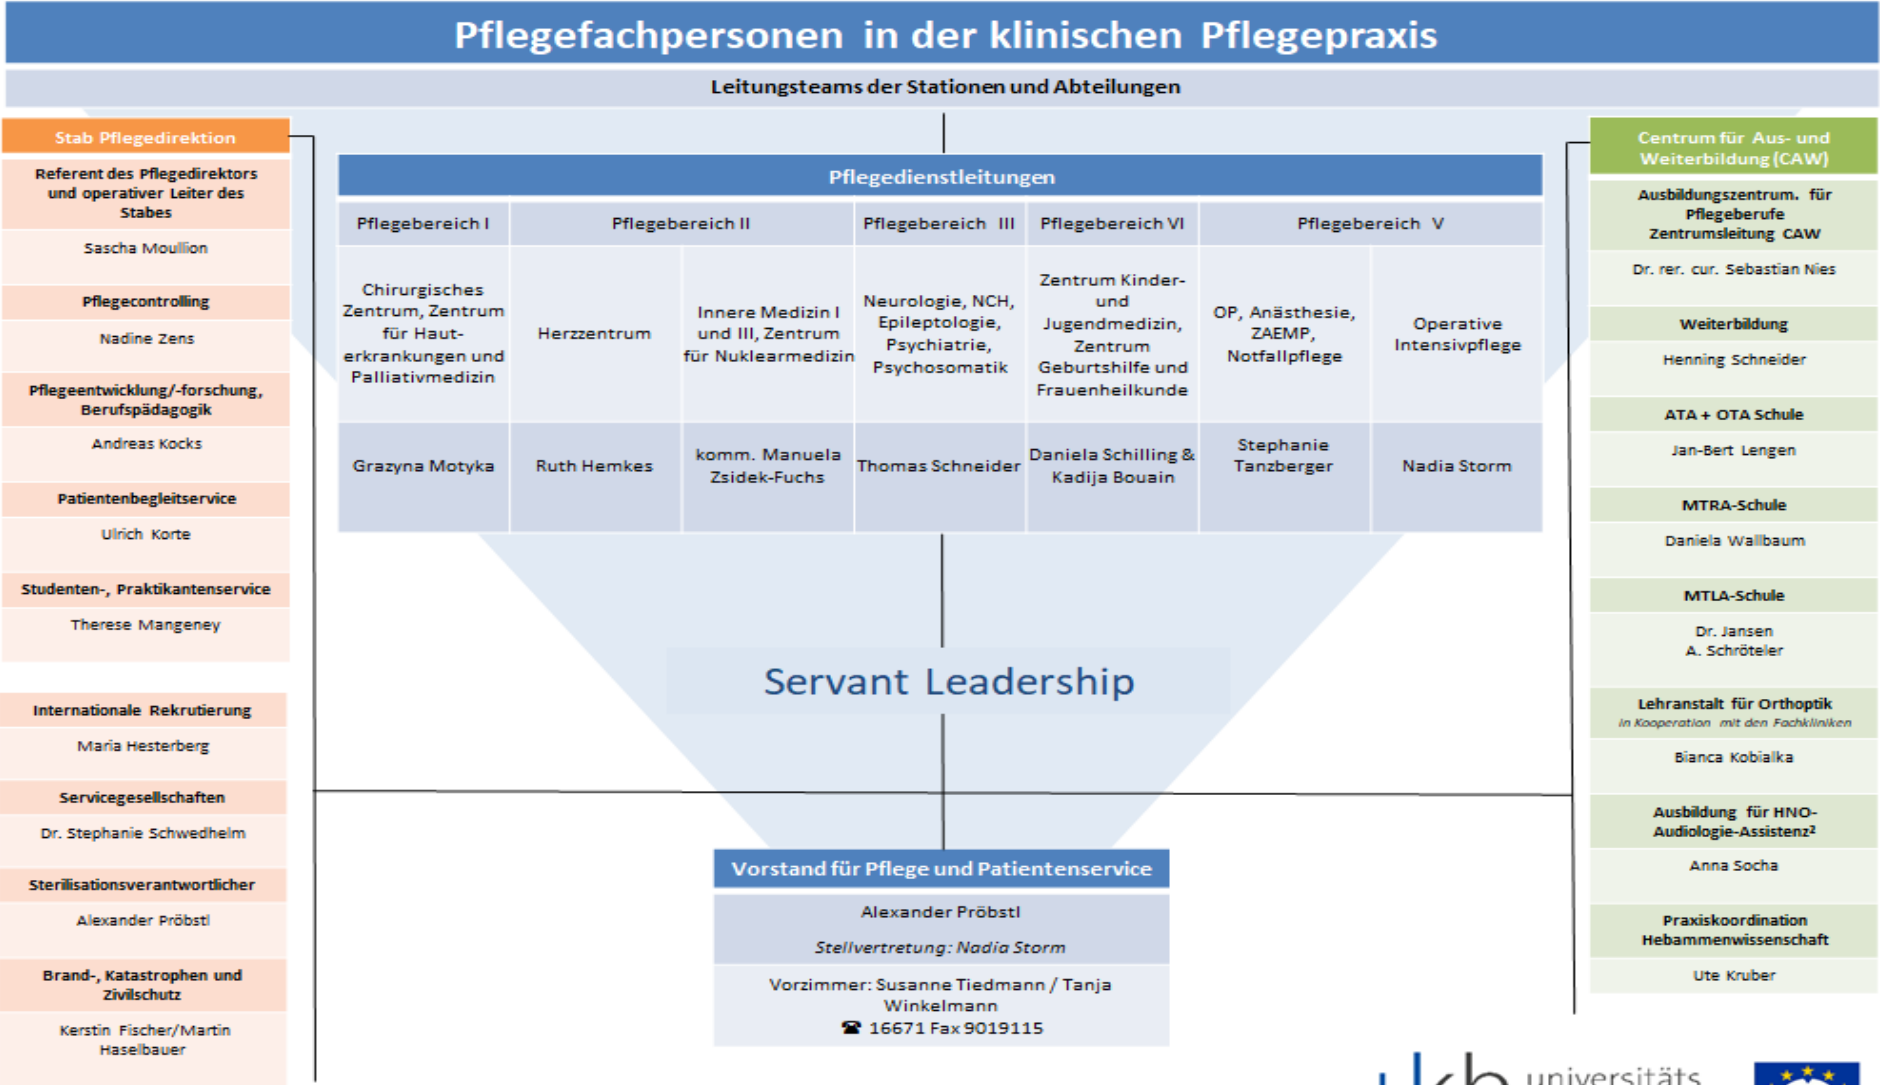 Pflegefachpersonen in der klinischen Pflegepraxis
Leitungsteams der Stationen und Abteilungen
Stab Pflegedirektion
Referent des Pflegedirektors
und operativer Leiter des
Stabes
Sascha Moullion
Pflegecontrolling
Nadine Zens
Pflegeentwicklung/-forschung,
Berufspädagogik
Andreas Kocks
Patientenbegleitservice
Ulrich Korte
Studenten-, Praktikantenservice
Therese Mangeney
Internationale Rekrutierung
Maria Hesterberg
Servicegesellschaften
Dr. Stephanie Schwedhelm
Sterilisationsverantwortlicher
Alexander Pröbstl
Brand-, Katastrophen und
Zivilschutz
Kerstin Fischer/Martin
Haselbauer
Pflegedienstleitungen
Pflegebereich I
Pflegebereich II
Pflegebereich III
Pflegebereich VI
Pflegebereich V
Chirurgisches
Zentrum, Zentrum
für Haut-
erkrankungen und
Palliativmedizin
Herzzentrum
Innere Medizin I
und III, Zentrum
für Nuklearmedizin
Neurologie, NCH,
Epileptologie,
Psychiatrie,
Psychosomatik
Zentrum Kinder-
und
Jugendmedizin,
Zentrum
Geburtshilfe und
Frauenheilkunde
OP, Anästhesie,
ZAEMP,
Notfallpflege
Operative
Intensivpflege
Grazyna Motyka
Ruth Hemkes
komm. Manuela
Zsidek-Fuchs
Thomas Schneider
Daniela Schilling &
Kadija Bouain
Stephanie
Tanzberger
Nadia Storm
Servant Leadership
Vorstand für Pflege und Patientenservice
Alexander Pröbstl
Stellvertretung: Nadia Storm
Vorzimmer: Susanne Tiedmann / Tanja
Winkelmann
☎ 16671 Fax 9019115
Centrum für Aus- und
Weiterbildung (CAW)
Ausbildungszentrum. für
Pflegeberufe
Zentrumsleitung CAW
Dr. rer. cur. Sebastian Nies
Weiterbildung
Henning Schneider
ATA + OTA Schule
Jan-Bert Lengen
MTRA-Schule
Daniela Wallbaum
MTLA-Schule
Dr. Jansen
A. Schröteler
Lehranstalt für Orthoptik
in Kooperation mit den Fachkliniken
Bianca Kobialka
Ausbildung für HNO-
Audiologie-Assistenz²
Anna Socha
Praxiskoordination
Hebammenwissenschaft
Ute Kruber
ukb universitäts